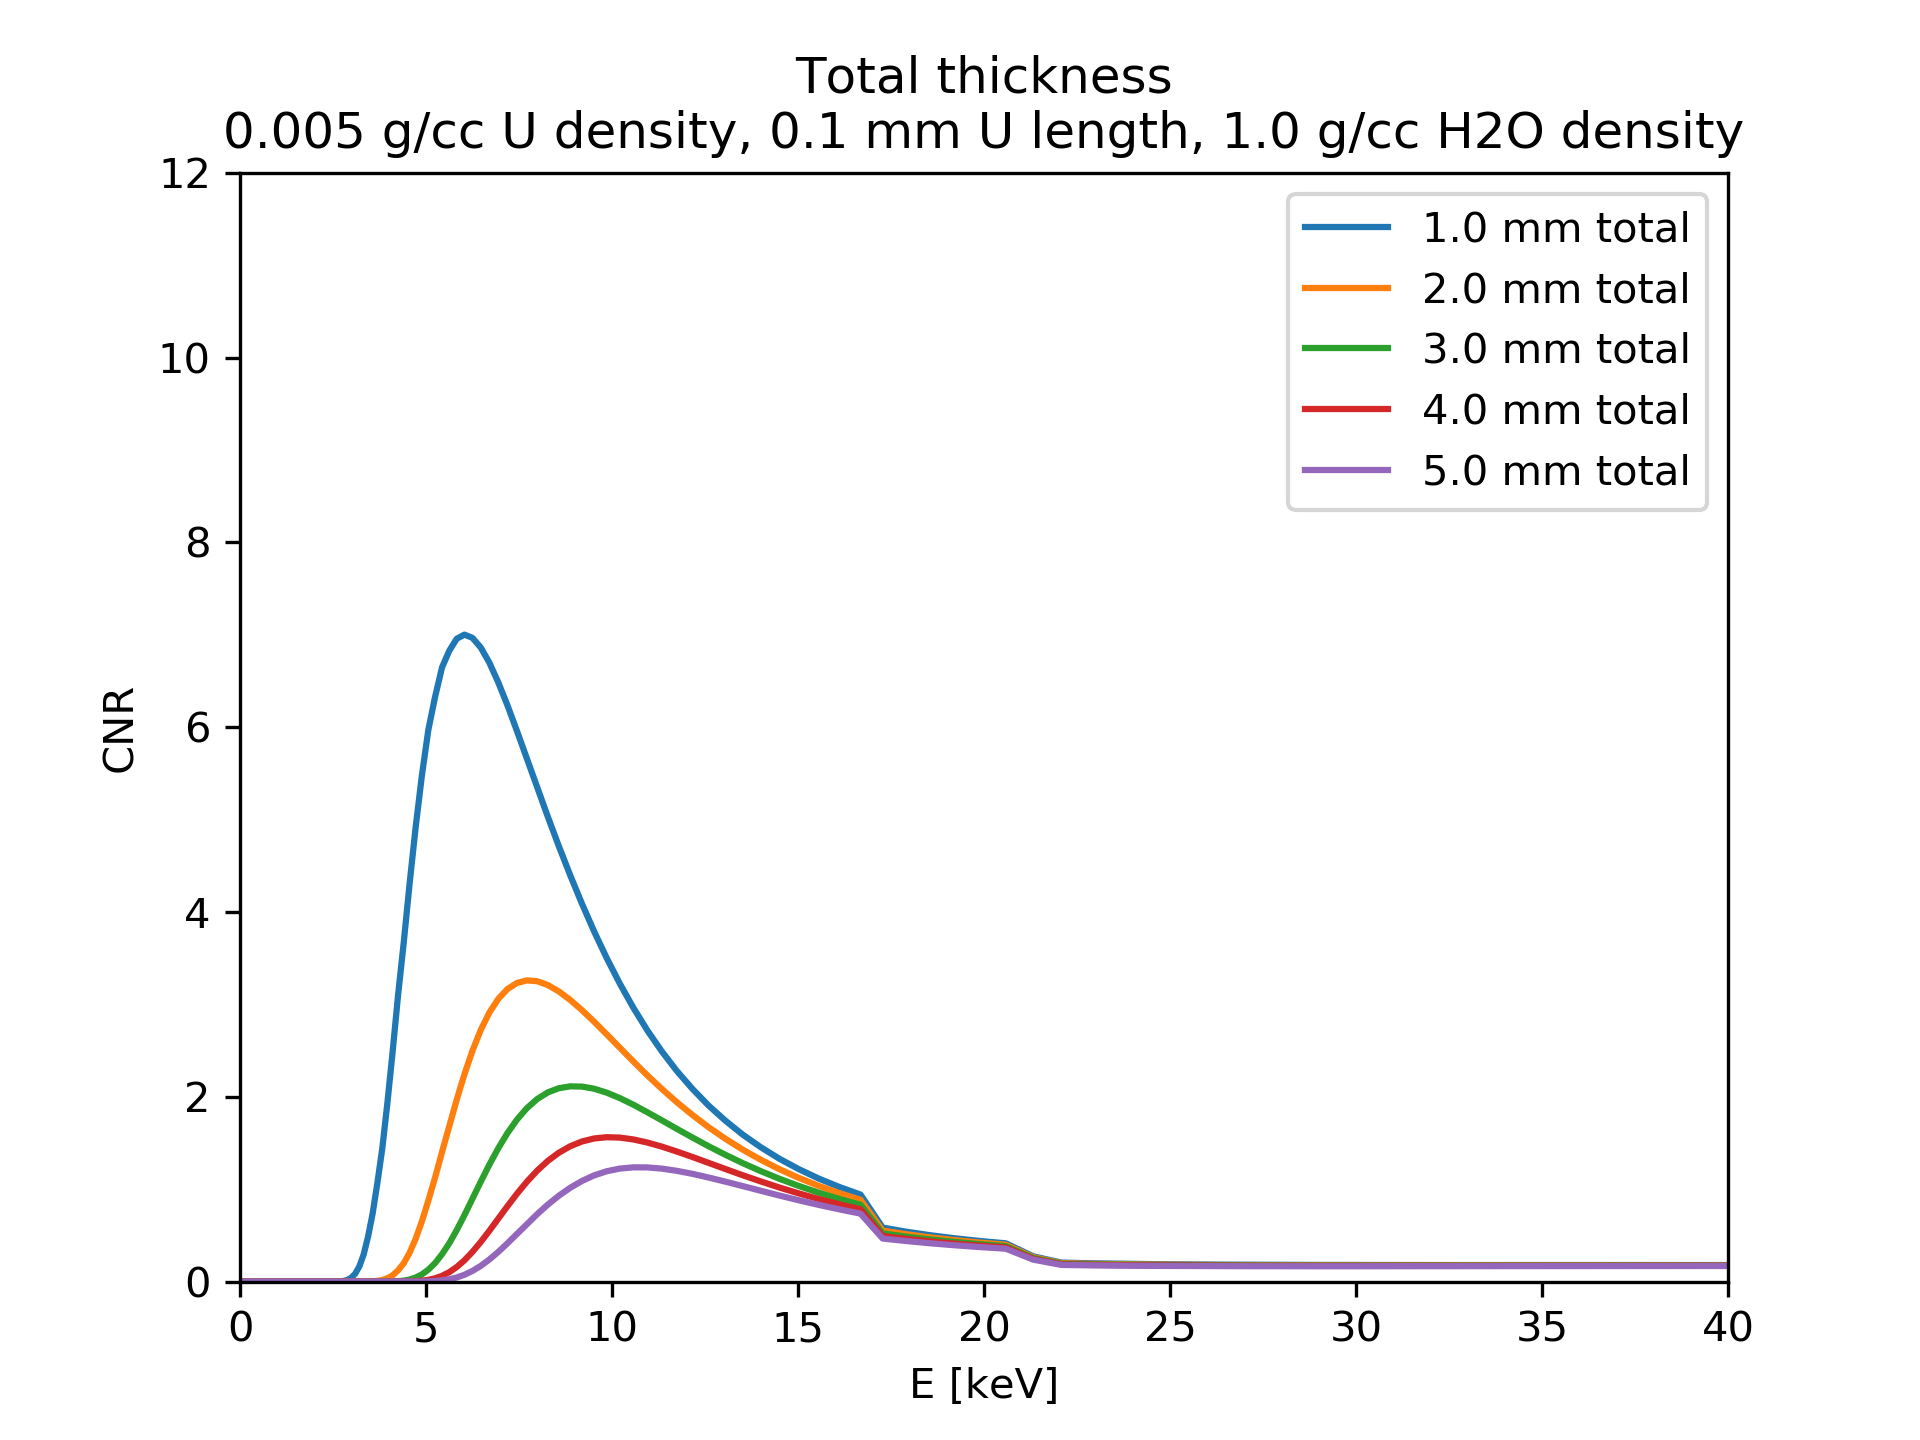 Total thickness
0.005 g/cc U density, 0.1 mm U length, 1.0 g/cc H2O density
12
10
8
6
4
2
0
CNR
1.0 mm total
2.0 mm total
3.0 mm total
4.0 mm total
5.0 mm total
0 5 10 15 20 25 30 35 40
E [keV]